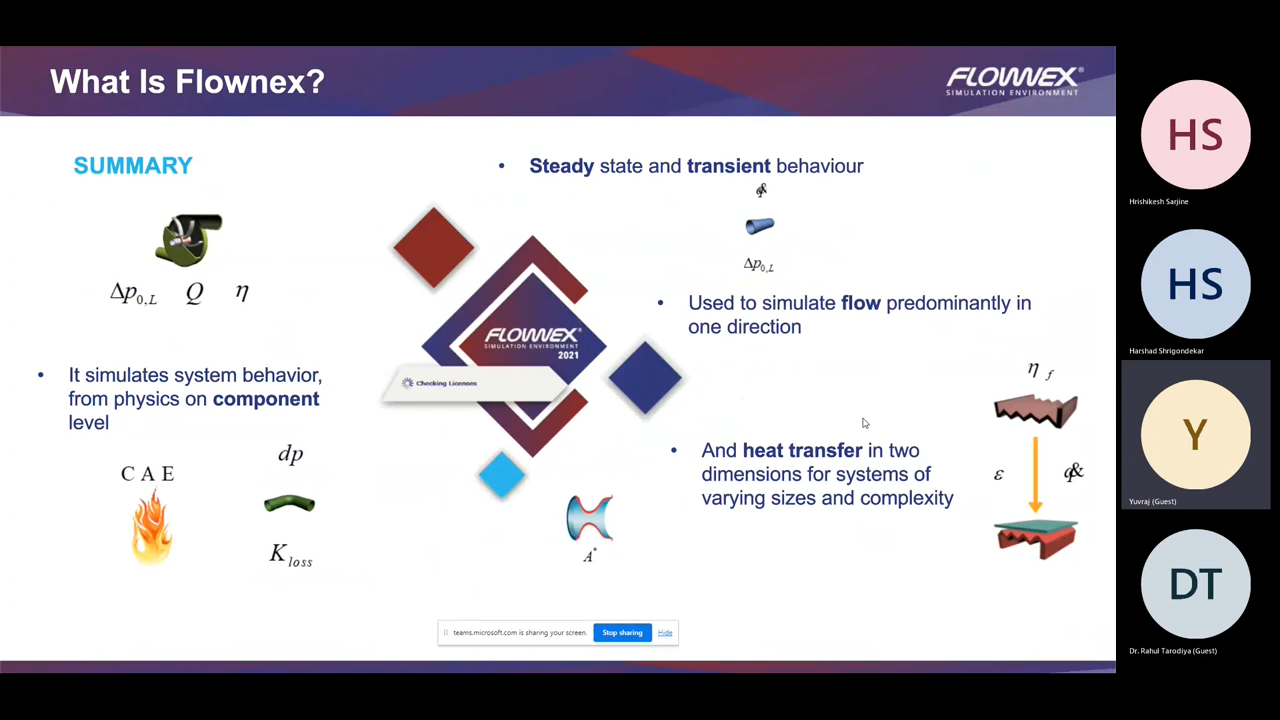 What Is Flownex?
FLOWNEX®
SIMULATION ENVIRONMENT
SUMMARY
• Steady state and transient behaviour
Δp0,L Q η
Δp0,L
• Used to simulate flow predominantly in
one direction
FLOWNEX®
SIMULATION ENVIRONMENT
2021
Checking Licenses
• It simulates system behavior,
from physics on component
level
η f
• And heat transfer in two
dimensions for systems of
varying sizes and complexity
ε
C A E
dp
K loss
A*
teams.microsoft.com is sharing your screen.
Stop sharing
Hide
HS
Hrishikesh Sarjine
HS
Harshad Shrigondekar
Y
Yuvraj (Guest)
DT
Dr. Rahul Tarodiya (Guest)